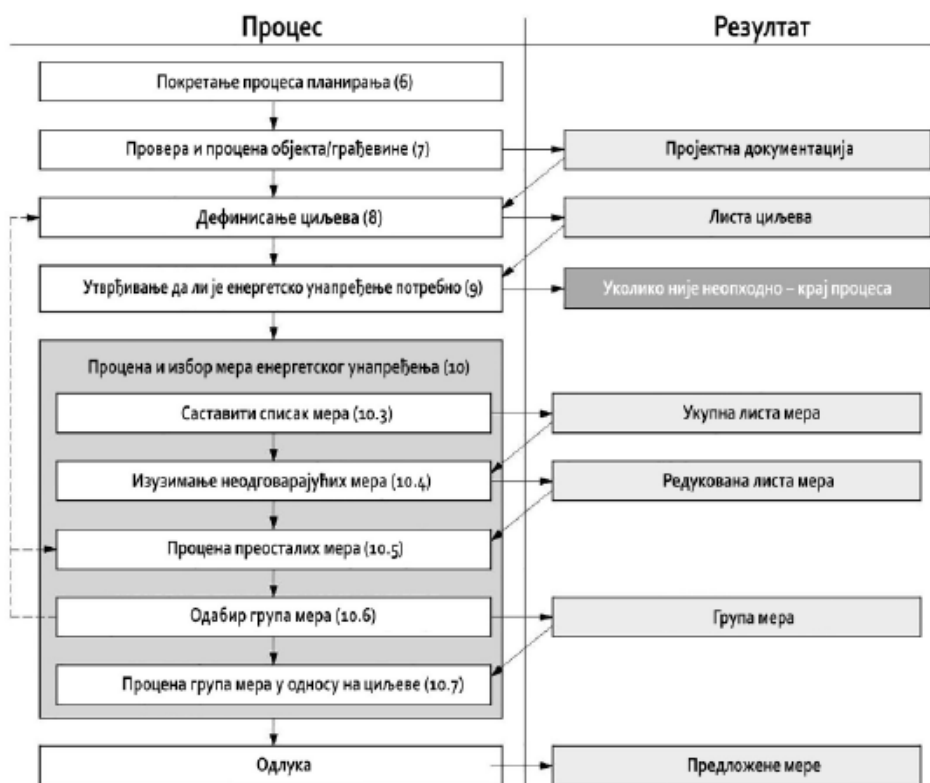 Процес
Резултат
Покретање процеса планирања (6)
Провера и процена објекта/грађевине (7)
Пројектна документација
Дефинисање циљева (8)
Листа циљева
Утврђивање да ли је енергетско унапређење потребно (9)
Уколико није неопходно – крај процеса
Процена и избор мера енергетског унапређења (10)
Саставити списак мера (10.3)
Укупна листа мера
Изузимање неодговарајућих мера (10.4)
Редукована листа мера
Процена преосталих мера (10.5)
Одабир група мера (10.6)
Група мера
Процена група мера у односу на циљеве (10.7)
Одлука
Предложене мере